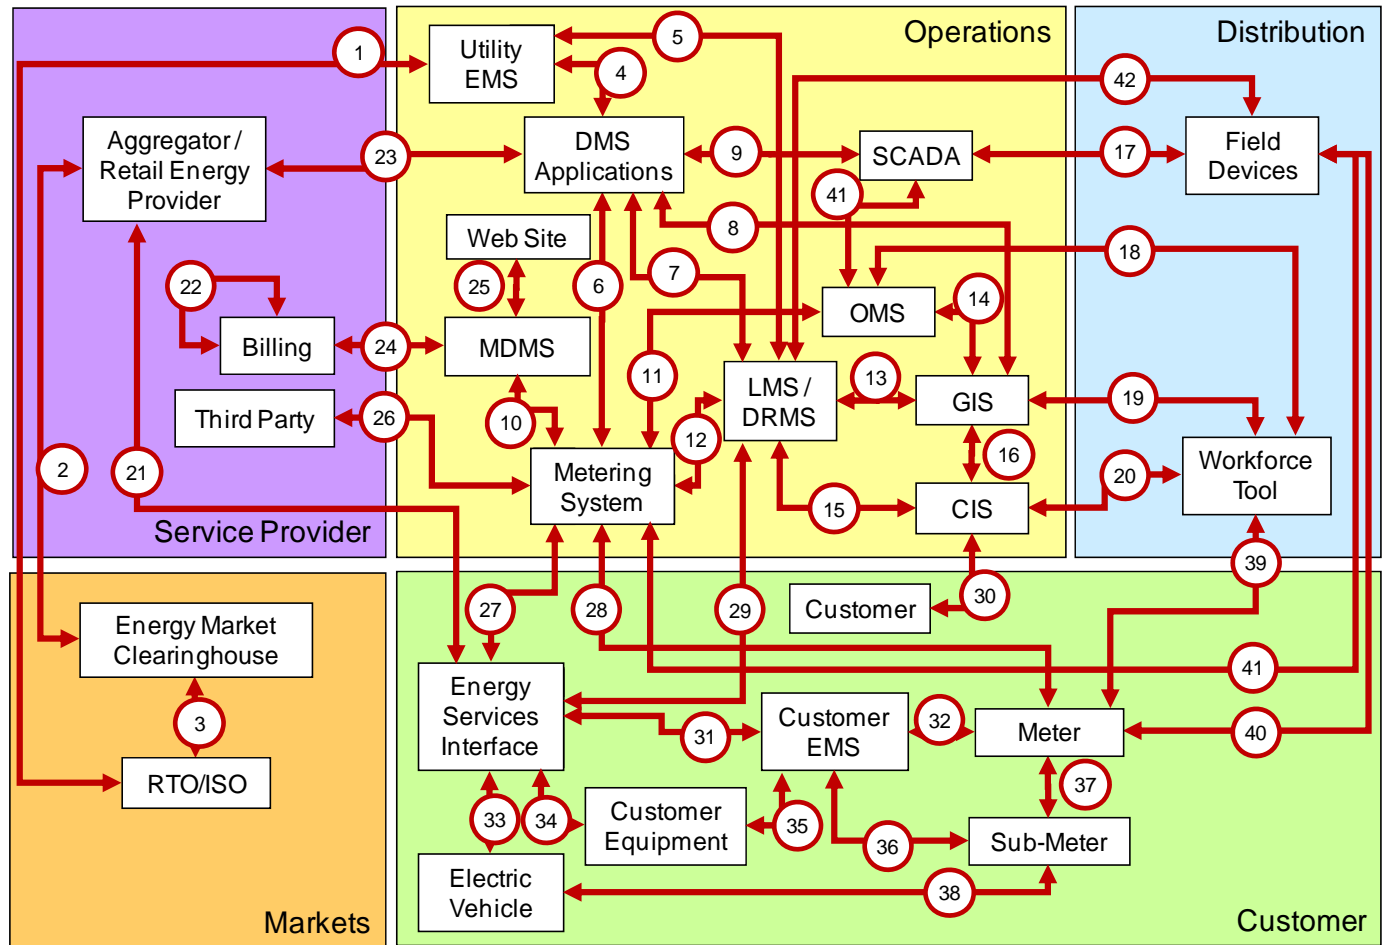 1
5
Utility
EMS
4
Operations
Distribution
42
Aggregator /
Retail Energy
Provider
23
DMS
Applications
9
SCADA
17
Field
Devices
41
Web Site
8
18
22
25
6
7
14
OMS
Billing
24
MDMS
11
LMS /
DRMS
13
GIS
19
Third Party
26
10
12
2
21
Metering
System
16
Workforce
Tool
20
15
CIS
Service Provider
39
27
28
29
Customer
30
Energy Market
Clearinghouse
41
Energy
Services
Interface
3
31
Customer
EMS
32
Meter
40
RTO/ISO
37
33
34
Customer
Equipment
35
36
Sub-Meter
Electric
Vehicle
38
Markets
Customer